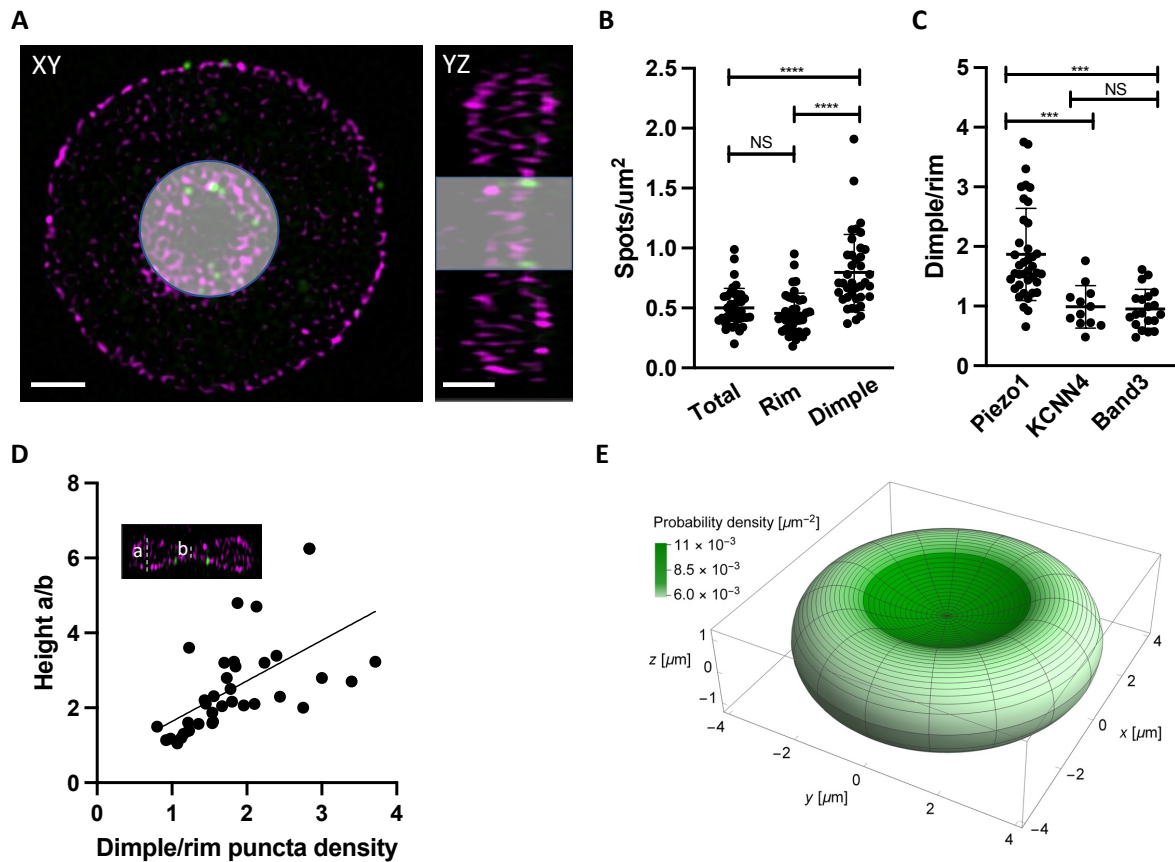 A
XY
YZ
B
Spots/um²
2.5
2.0
1.5
1.0
0.5
0.0
****
****
NS
Total
Rim
Dimple
C
Dimple/rim
5
4
3
2
1
0
***
NS
***
Piezo1
KCNN4
Band3
D
Height a/b
8
6
4
2
0
a
b
0
1
2
3
4
Dimple/rim puncta density
E
Probability density [μm⁻²]
11 × 10⁻³
8.5 × 10⁻³
6.0 × 10⁻³
1
z [μm]
0
−1
−4
−2
0
y [μm]
2
4
4
2
0
x [μm]
−2
−4